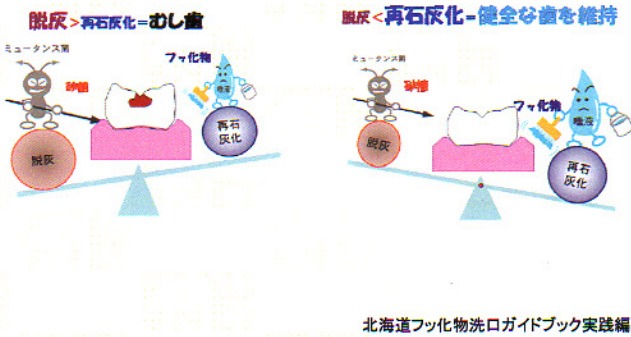 脱灰>再石灰化=むし歯
ミュータンス菌
砂糖
フッ化物
唾液
脱灰
再石
灰化
脱灰<再石灰化=健全な歯を維持
ミュータンス菌
砂糖
フッ化物
唾液
脱灰
再石
灰化
北海道フッ化物洗口ガイドブック実践編